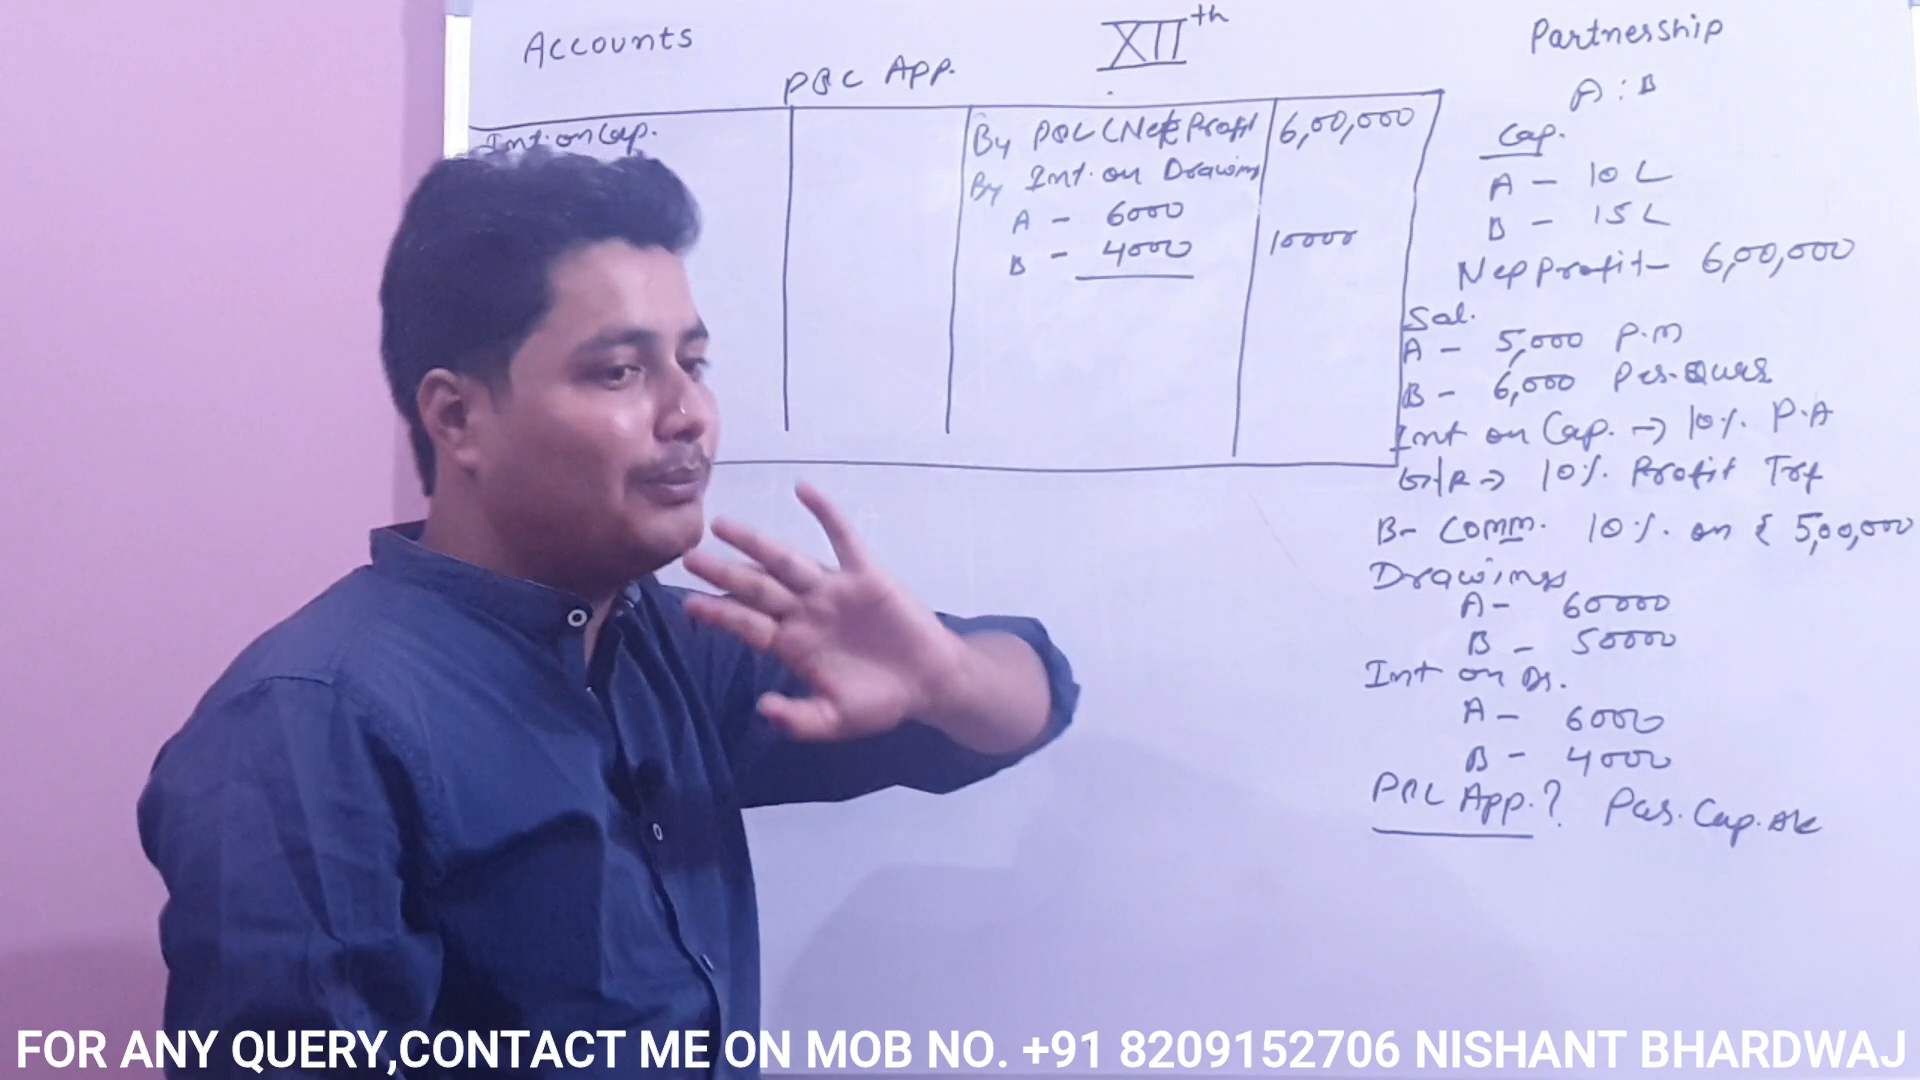 Accounts
XIIth
P&L App.
Int. on Cap.
By P&L (Net Profit 6,00,000
By Int. on Drawing
A - 6000
B - 4000 10000
Partnership
A : B
Cap.
A - 10 L
B - 15 L
Net Profit - 6,00,000
Sal.
A - 5,000 P.M
B - 6,000 Per.Quer
Int on Cap. → 10%. P.A
G/R → 10%. Profit Trf
B- Comm. 10%. on ₹ 5,00,000
Drawings
A- 60000
B - 50000
Int on Dr.
A - 6000
B - 4000
P&L App.? Par. Cap. A/c
FOR ANY QUERY,CONTACT ME ON MOB NO. +91 8209152706 NISHANT BHARDWAJ